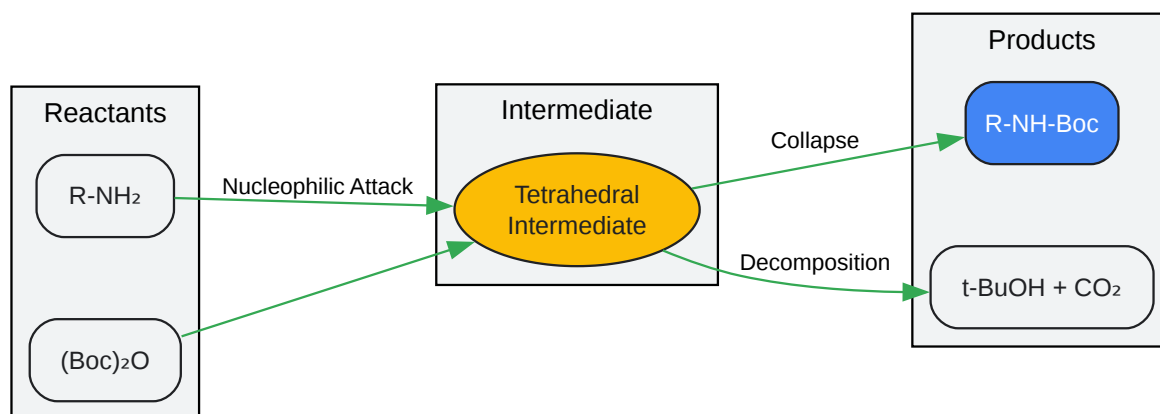 Reactants
R-NH₂
(Boc)₂O
Nucleophilic Attack
Intermediate
Tetrahedral
Intermediate
Collapse
Decomposition
Products
R-NH-Boc
t-BuOH + CO₂